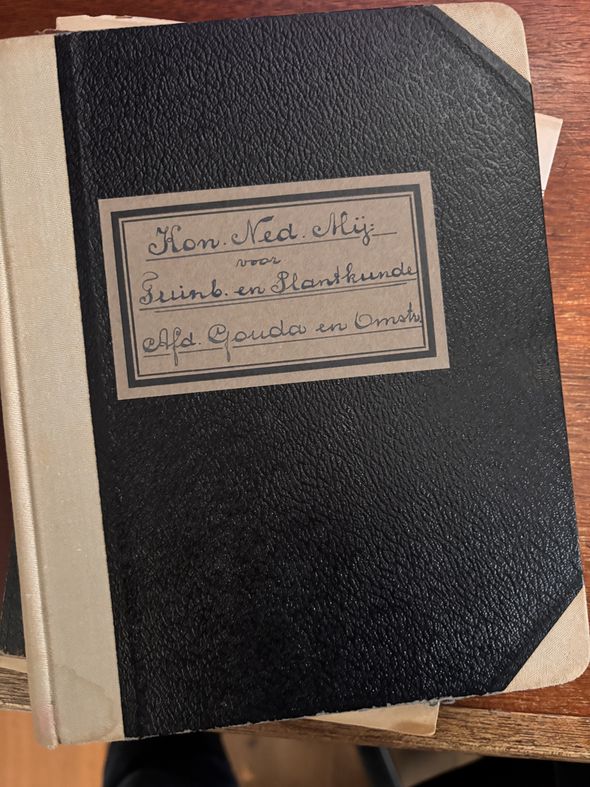 Kon. Ned. Mij:
voor
Tuinb. en Plantkunde
Afd. Gouda en Omstr.